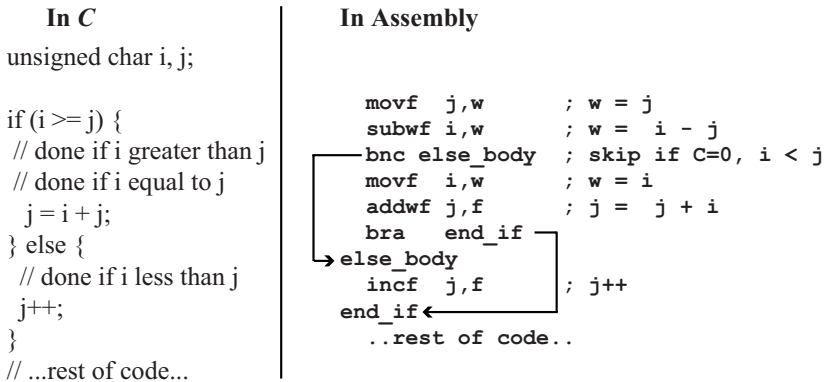 In C
unsigned char i, j;
if (i >= j) {
// done if i greater than j
// done if i equal to j
j = i + j;
} else {
// done if i less than j
j++;
}
// ...rest of code...
In Assembly
movf j,w ; w = j
subwf i,w ; w = i - j
bnc else_body ; skip if C=0, i < j
movf i,w ; w = i
addwf j,f ; j = j + i
bra end_if
else_body
incf j,f ; j++
end_if
..rest of code..